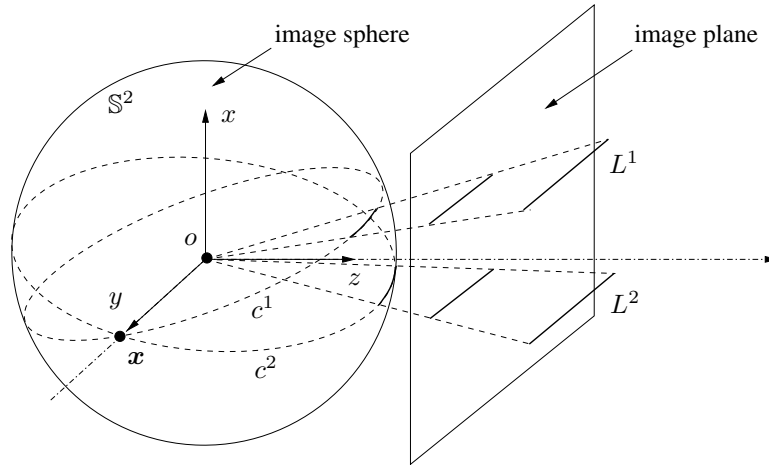 image sphere
image plane
𝕊²
x
L¹
o
z
y
c¹
L²
𝒙
c²